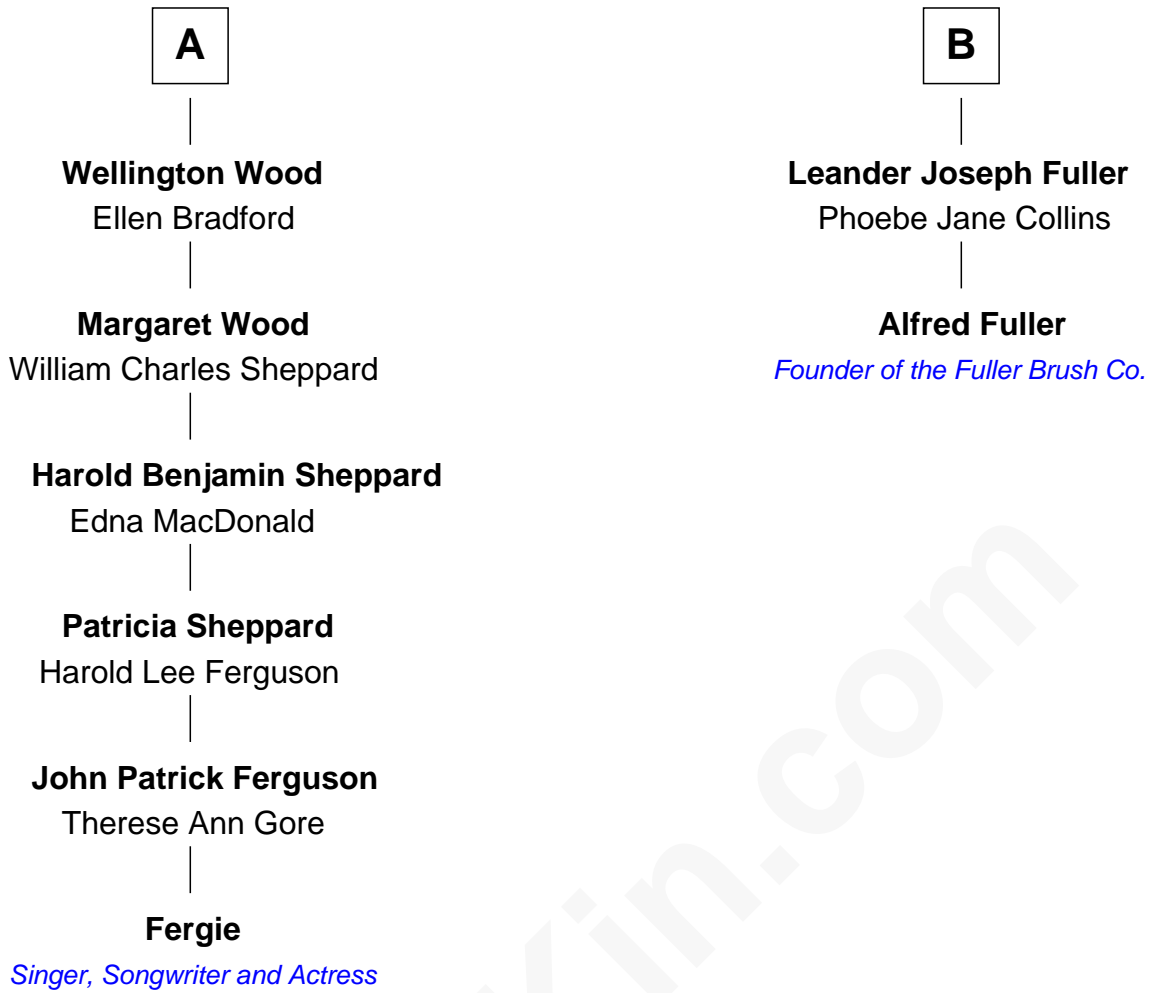 A
Wellington Wood
Ellen Bradford
Margaret Wood
William Charles Sheppard
Harold Benjamin Sheppard
Edna MacDonald
Patricia Sheppard
Harold Lee Ferguson
John Patrick Ferguson
Therese Ann Gore
Fergie
Singer, Songwriter and Actress
B
Leander Joseph Fuller
Phoebe Jane Collins
Alfred Fuller
Founder of the Fuller Brush Co.